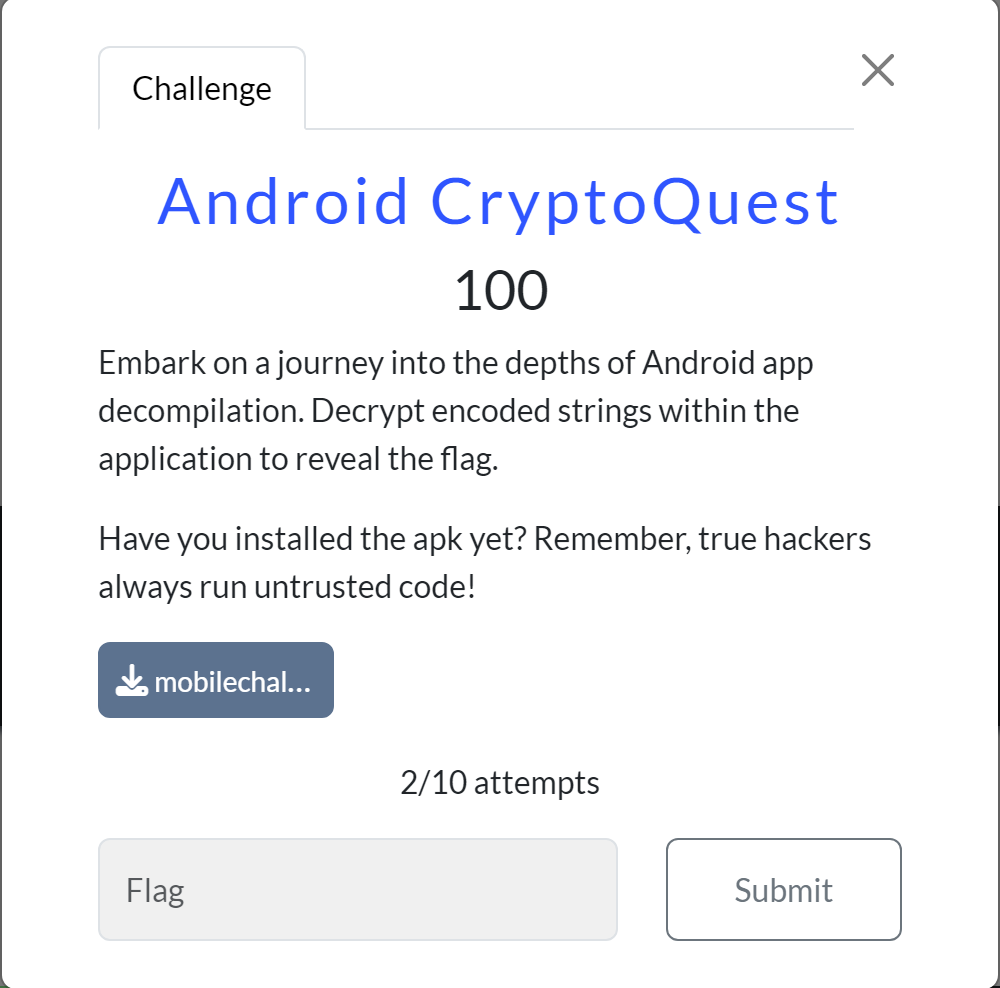 Challenge
Android CryptoQuest
100
Embark on a journey into the depths of Android app
decompilation. Decrypt encoded strings within the
application to reveal the flag.
Have you installed the apk yet? Remember, true hackers
always run untrusted code!
mobilechal...
2/10 attempts
Flag
Submit